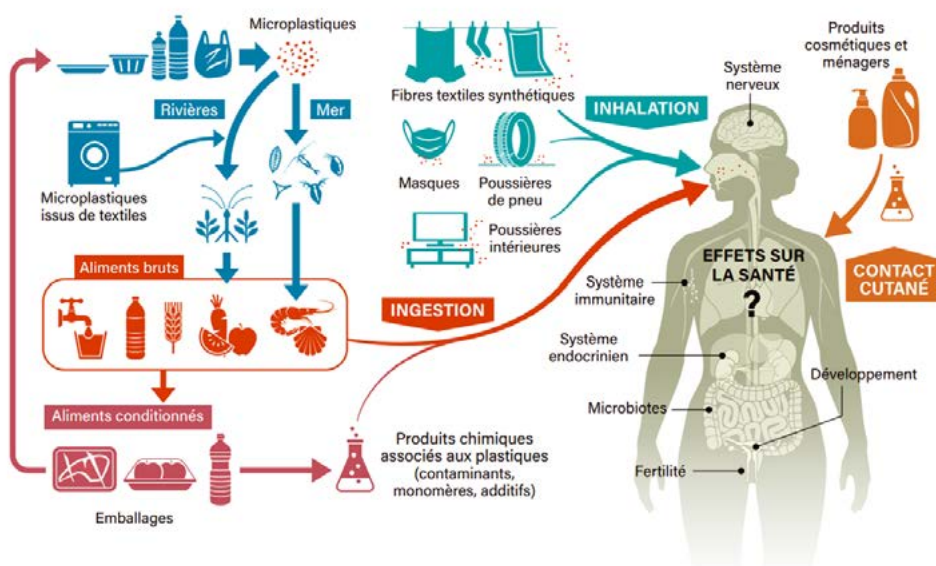 Microplastiques
Rivières
Mer
Microplastiques
issus de textiles
Aliments bruts
Aliments conditionnés
Emballages
Produits chimiques
associés aux plastiques
(contaminants,
monomères, additifs)
INGESTION
Fibres textiles synthétiques
INHALATION
Masques
Poussières
de pneu
Poussières
intérieures
Produits
cosmétiques et
ménagers
CONTACT
CUTANÉ
Système
nerveux
EFFETS SUR
LA SANTÉ
?
Système
immunitaire
Système
endocrinien
Développement
Microbiotes
Fertilité